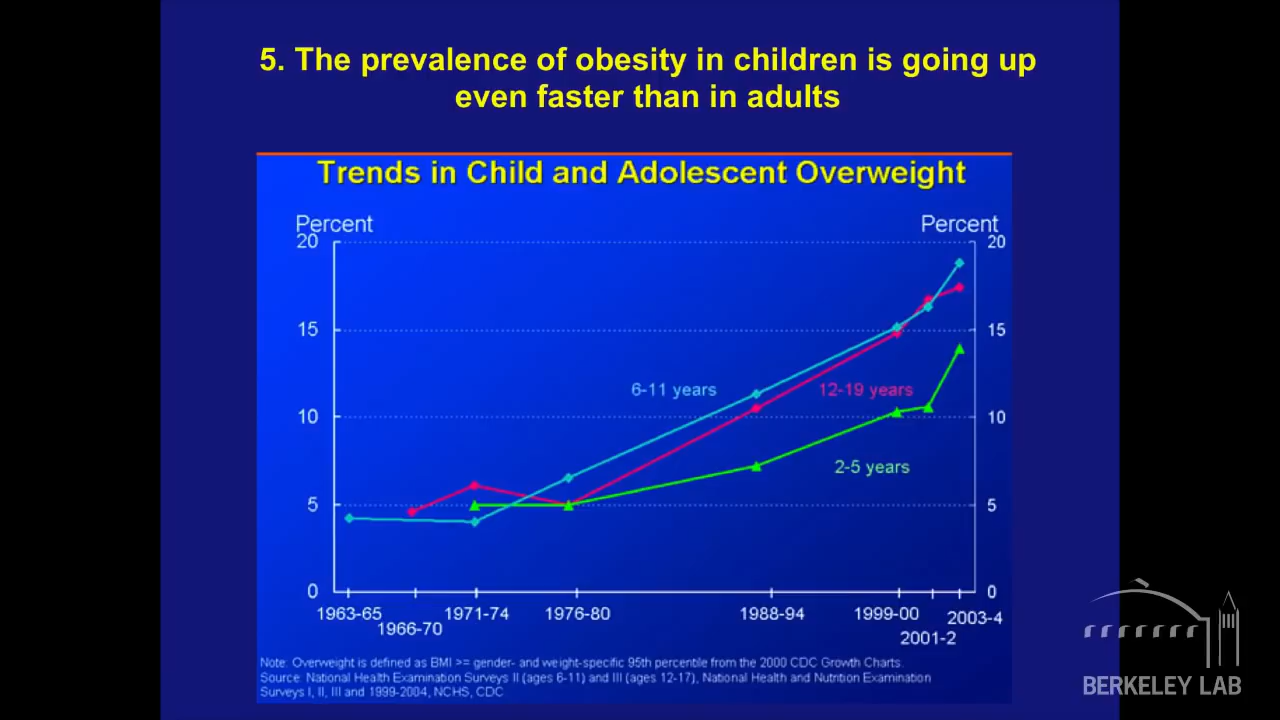 5. The prevalence of obesity in children is going up
even faster than in adults
Trends in Child and Adolescent Overweight
Percent
Percent
20
20
15
15
6-11 years
12-19 years
10
10
2-5 years
5
5
0
0
1963-65
1966-70
1971-74
1976-80
1988-94
1999-00
2001-2
2003-4
Note: Overweight is defined as BMI >= gender- and weight-specific 95th percentile from the 2000 CDC Growth Charts.
Source: National Health Examination Surveys II (ages 6-11) and III (ages 12-17), National Health and Nutrition Examination
Surveys I, II, III and 1999-2004, NCHS, CDC
BERKELEY LAB